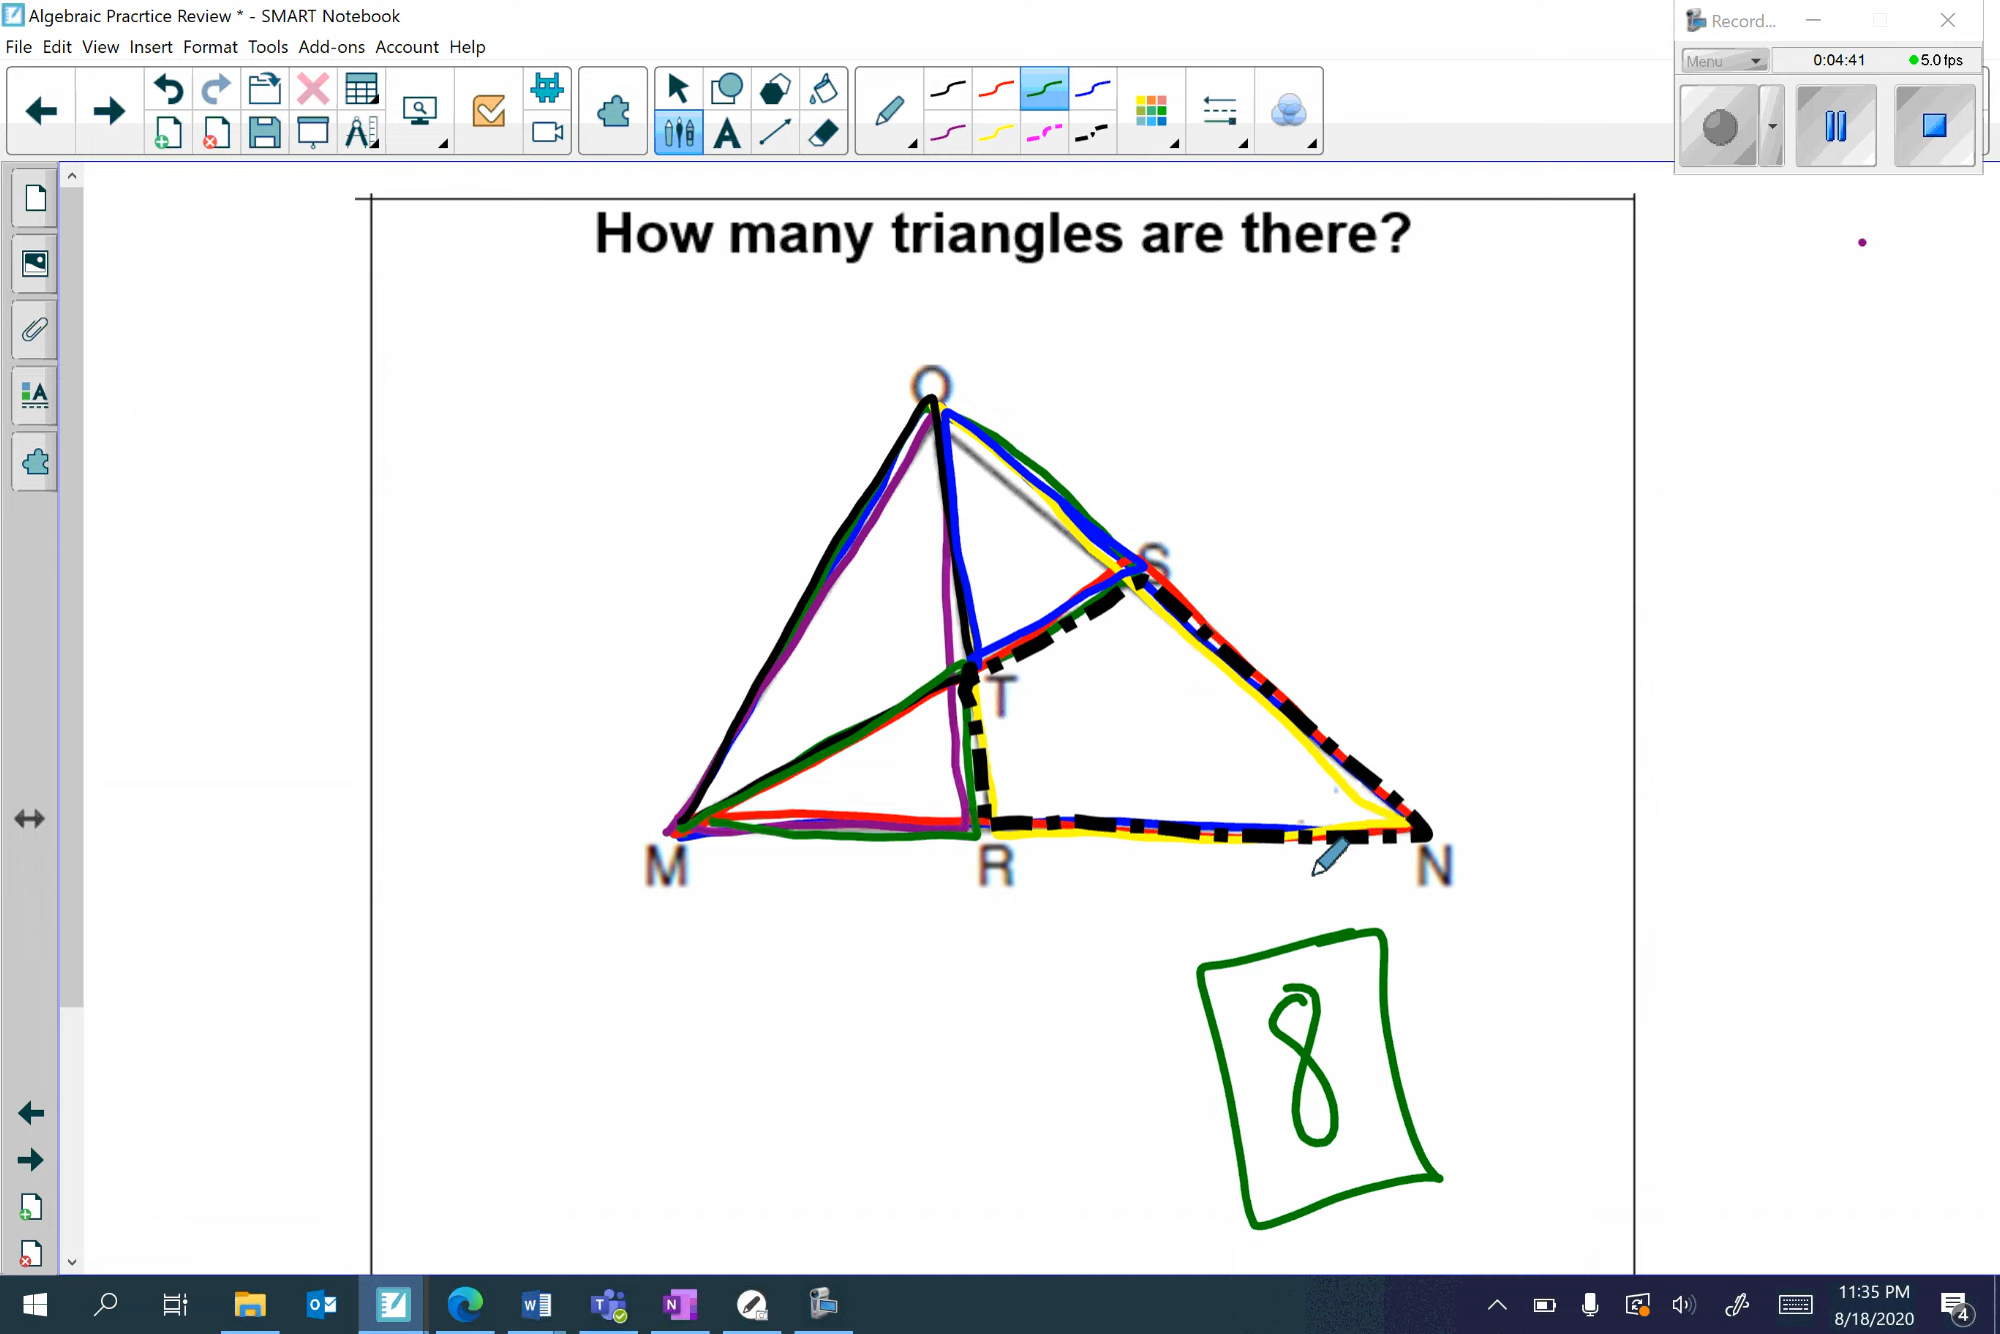 Algebraic Pracrtice Review * - SMART Notebook
File Edit View Insert Format Tools Add-ons Account Help
Record...
Menu 0:04:41 5.0 fps
How many triangles are there?
O
S
T
M R N
8
11:35 PM
8/18/2020
4